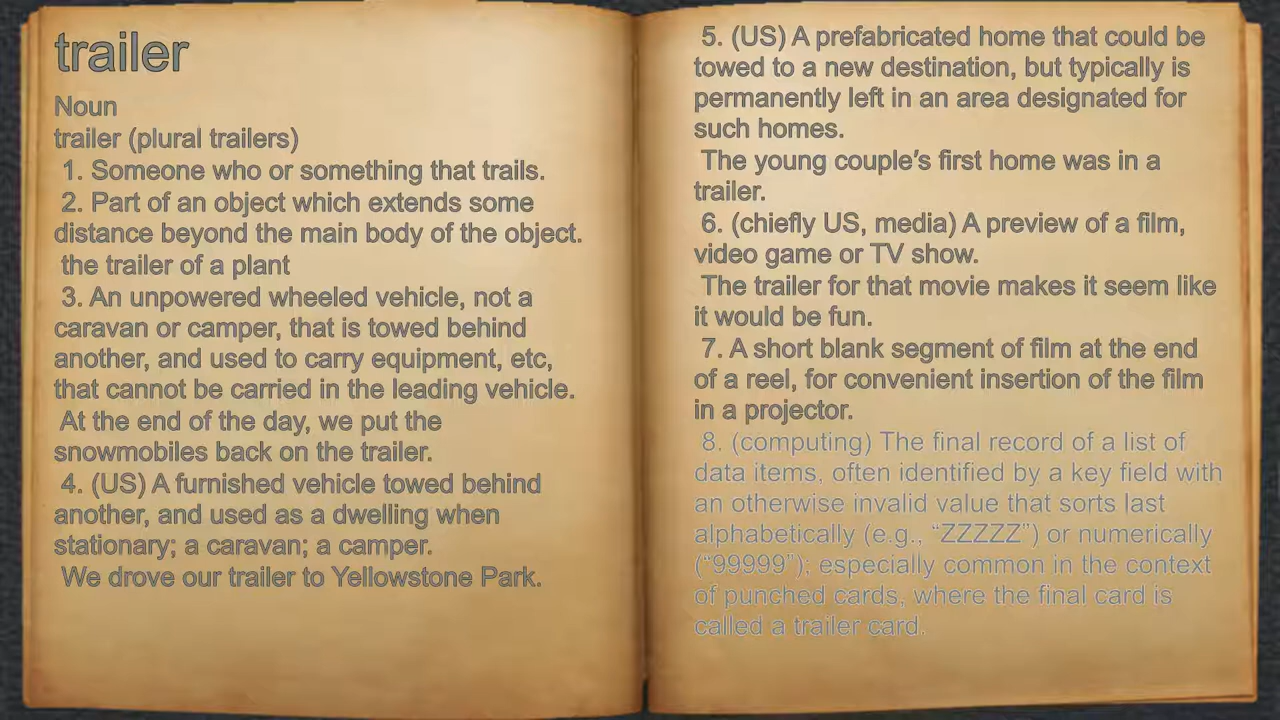 trailer
Noun
trailer (plural trailers)
1. Someone who or something that trails.
2. Part of an object which extends some
distance beyond the main body of the object.
the trailer of a plant
3. An unpowered wheeled vehicle, not a
caravan or camper, that is towed behind
another, and used to carry equipment, etc,
that cannot be carried in the leading vehicle.
At the end of the day, we put the
snowmobiles back on the trailer.
4. (US) A furnished vehicle towed behind
another, and used as a dwelling when
stationary; a caravan; a camper.
We drove our trailer to Yellowstone Park.
5. (US) A prefabricated home that could be
towed to a new destination, but typically is
permanently left in an area designated for
such homes.
The young couple’s first home was in a
trailer.
6. (chiefly US, media) A preview of a film,
video game or TV show.
The trailer for that movie makes it seem like
it would be fun.
7. A short blank segment of film at the end
of a reel, for convenient insertion of the film
in a projector.
8. (computing) The final record of a list of
data items, often identified by a key field with
an otherwise invalid value that sorts last
alphabetically (e.g., “ZZZZZ”) or numerically
(“99999”); especially common in the context
of punched cards, where the final card is
called a trailer card.